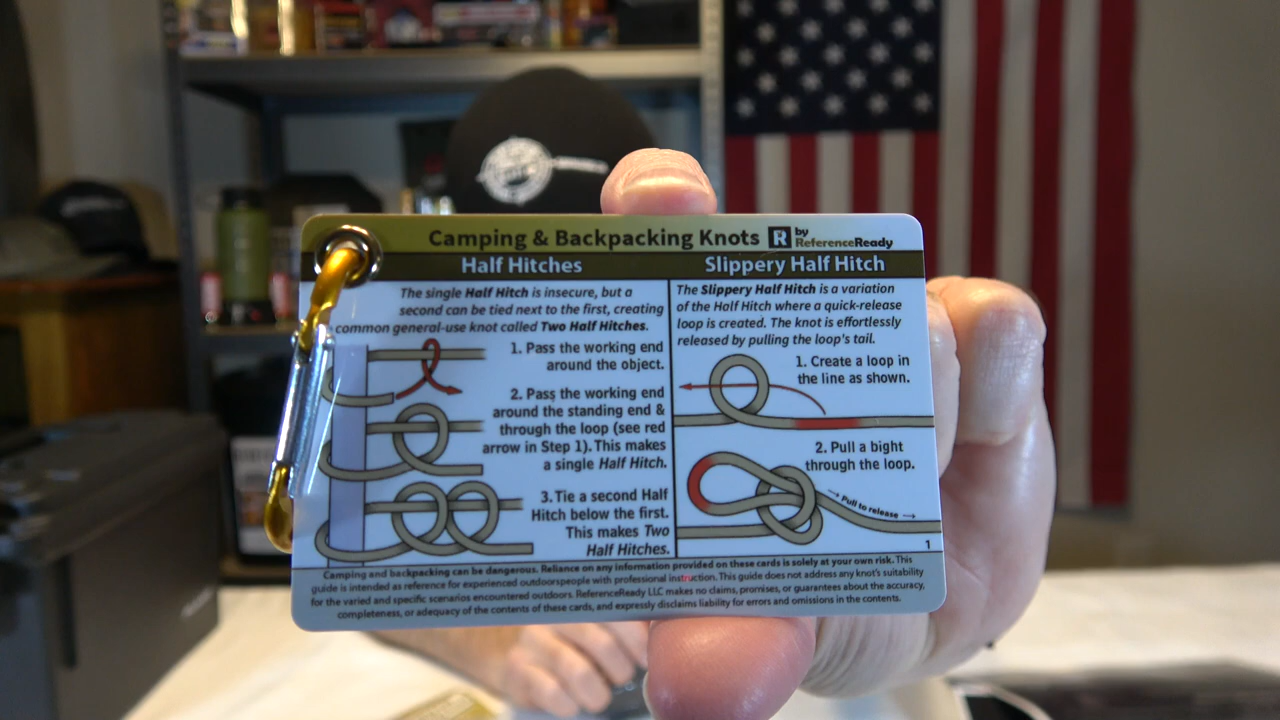 Camping & Backpacking Knots R by
ReferenceReady
Half Hitches
The single Half Hitch is insecure, but a
second can be tied next to the first, creating
common general-use knot called Two Half Hitches.
1. Pass the working end
around the object.
2. Pass the working end
around the standing end &
through the loop (see red
arrow in Step 1). This makes
a single Half Hitch.
3. Tie a second Half
Hitch below the first.
This makes Two
Half Hitches.
Slippery Half Hitch
The Slippery Half Hitch is a variation
of the Half Hitch where a quick-release
loop is created. The knot is effortlessly
released by pulling the loop's tail.
1. Create a loop in
the line as shown.
2. Pull a bight
through the loop.
Pull to release
1
Camping and backpacking can be dangerous. Reliance on any information provided on these cards is solely at your own risk. This
guide is intended as reference for experienced outdoorspeople with professional instruction. This guide does not address any knot's suitability
for the varied and specific scenarios encountered outdoors. ReferenceReady LLC makes no claims, promises, or guarantees about the accuracy,
completeness, or adequacy of the contents of these cards, and expressly disclaims liability for errors and omissions in the contents.